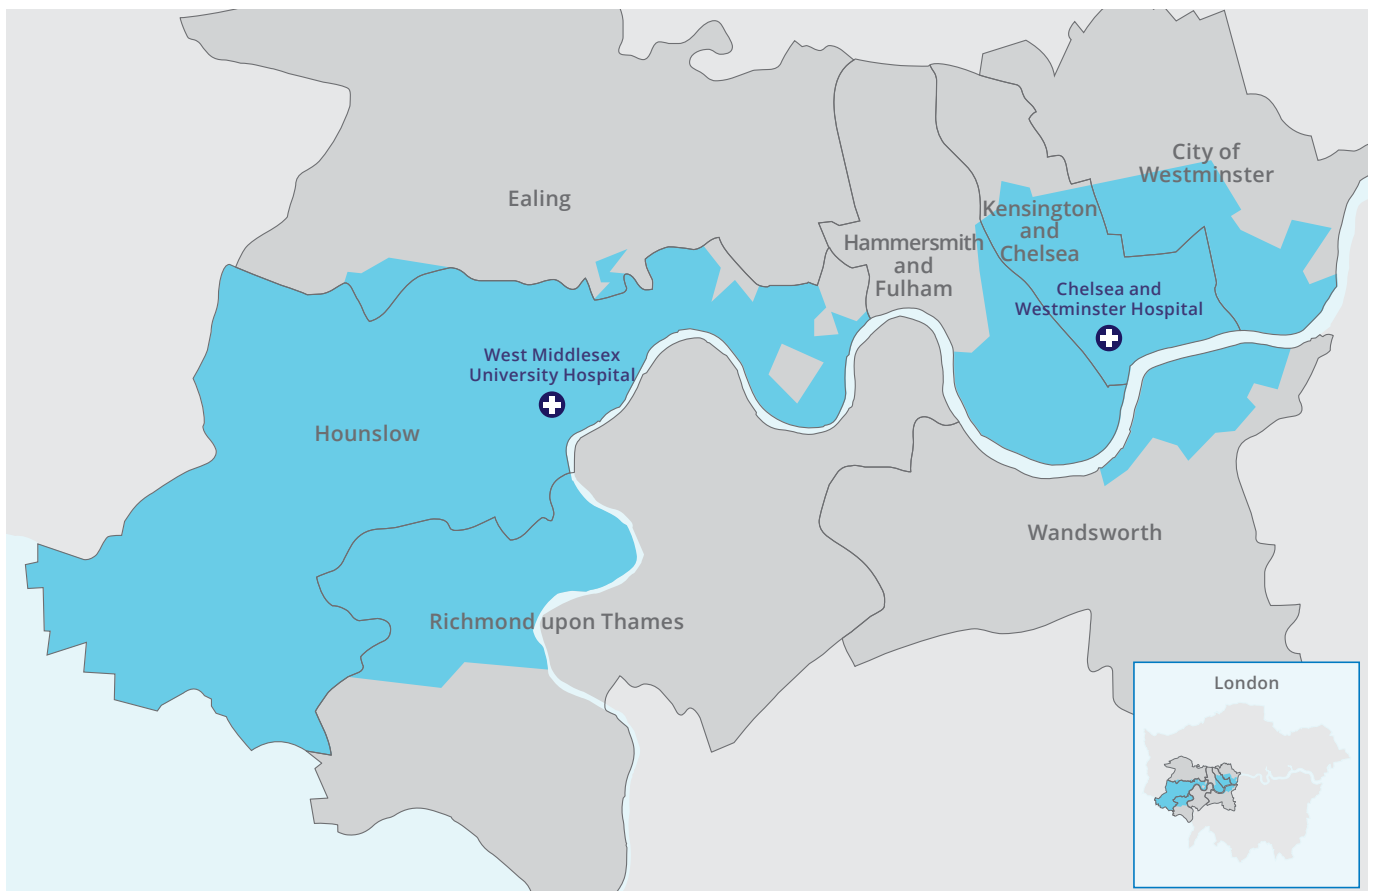 City of
Westminster
Ealing
Kensington
and
Chelsea
Hammersmith
and
Fulham
Chelsea and
Westminster Hospital
West Middlesex
University Hospital
Hounslow
Wandsworth
Richmond upon Thames
London